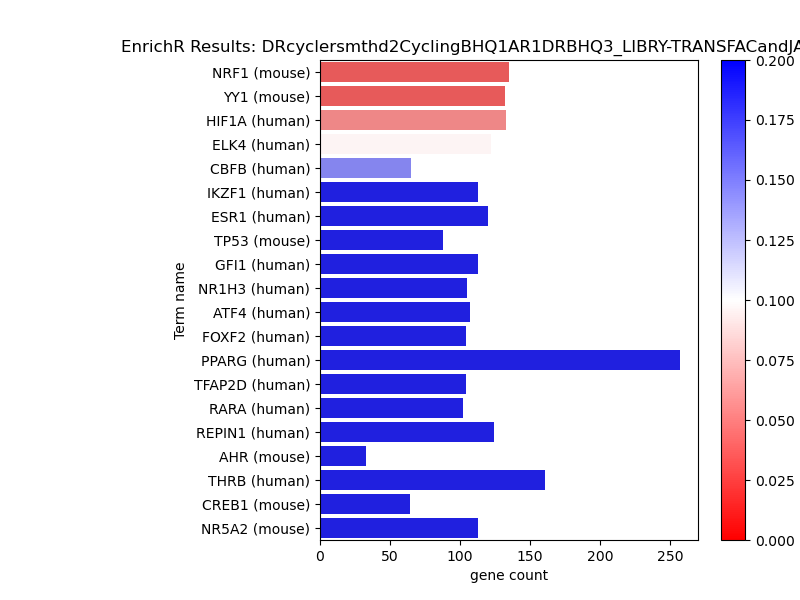 EnrichR Results: DRcyclersmthd2CyclingBHQ1AR1DRBHQ3_LIBRY-TRANSFACandJA
NRF1 (mouse)
YY1 (mouse)
HIF1A (human)
ELK4 (human)
CBFB (human)
IKZF1 (human)
ESR1 (human)
TP53 (mouse)
GFI1 (human)
NR1H3 (human)
ATF4 (human)
FOXF2 (human)
PPARG (human)
TFAP2D (human)
RARA (human)
REPIN1 (human)
AHR (mouse)
THRB (human)
CREB1 (mouse)
NR5A2 (mouse)
Term name
0 50 100 150 200 250
gene count
0.200
0.175
0.150
0.125
0.100
0.075
0.050
0.025
0.000